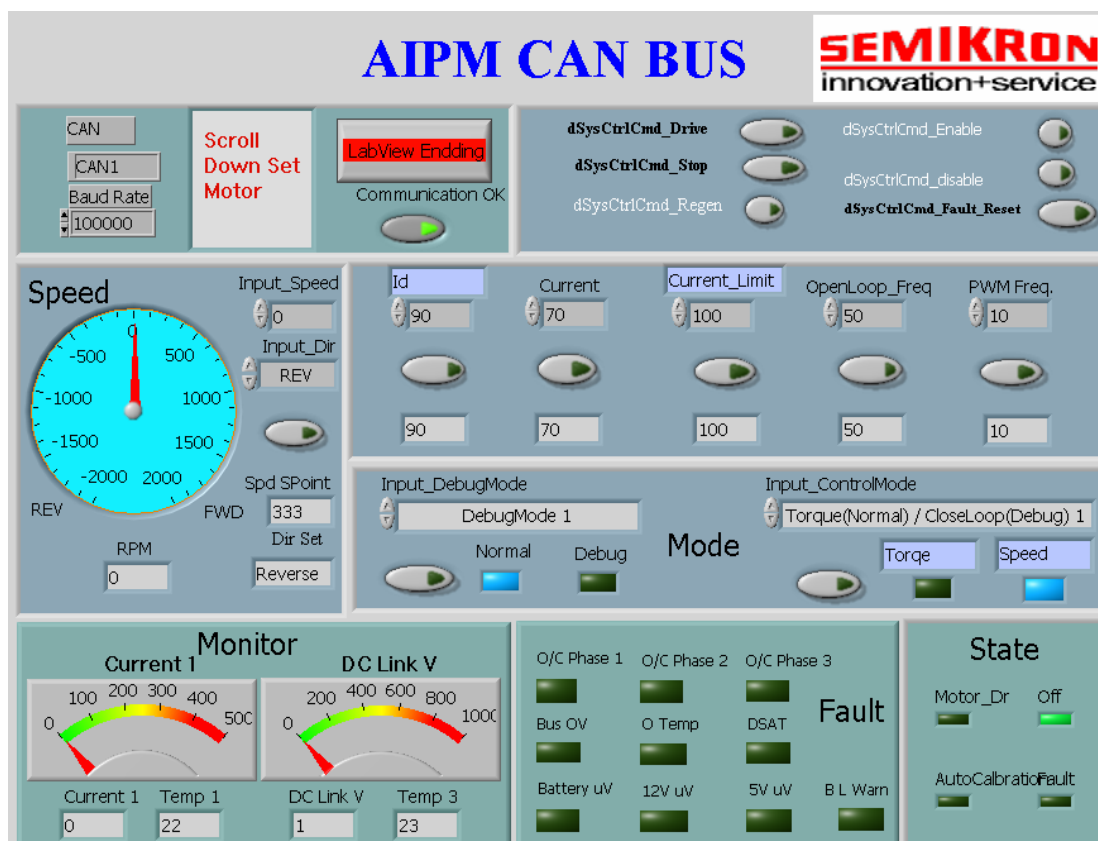 AIPM CAN BUS
SEMIKRON
innovation+service
CAN
CAN1
Baud Rate
100000
Scroll
Down Set
Motor
LabView Endding
Communication OK
dSysCtrlCmd_Drive
dSysCtrlCmd_Stop
dSysCtrlCmd_Regen
dSysCtrlCmd_Enable
dSysCtrlCmd_disable
dSysCtrlCmd_Fault_Reset
Speed
0
-500 500
-1000 1000
-1500 1500
-2000 2000
REV FWD
RPM
0
Input_Speed
0
Input_Dir
REV
Spd SPoint
333
Dir Set
Reverse
Id Current Current_Limit OpenLoop_Freq PWM Freq.
90 70 100 50 10
90 70 100 50 10
Input_DebugMode
DebugMode 1
Normal Debug
Mode
Input_ControlMode
Torque(Normal) / CloseLoop(Debug) 1
Torqe Speed
Monitor
Current 1
0 100 200 300 400 500
DC Link V
0 200 400 600 800 1000
Current 1 Temp 1 DC Link V Temp 3
0 22 1 23
O/C Phase 1 O/C Phase 2 O/C Phase 3
Fault
Bus OV O Temp DSAT
Battery uV 12V uV 5V uV B L Warn
State
Motor_Dr Off
AutoCalbration Fault